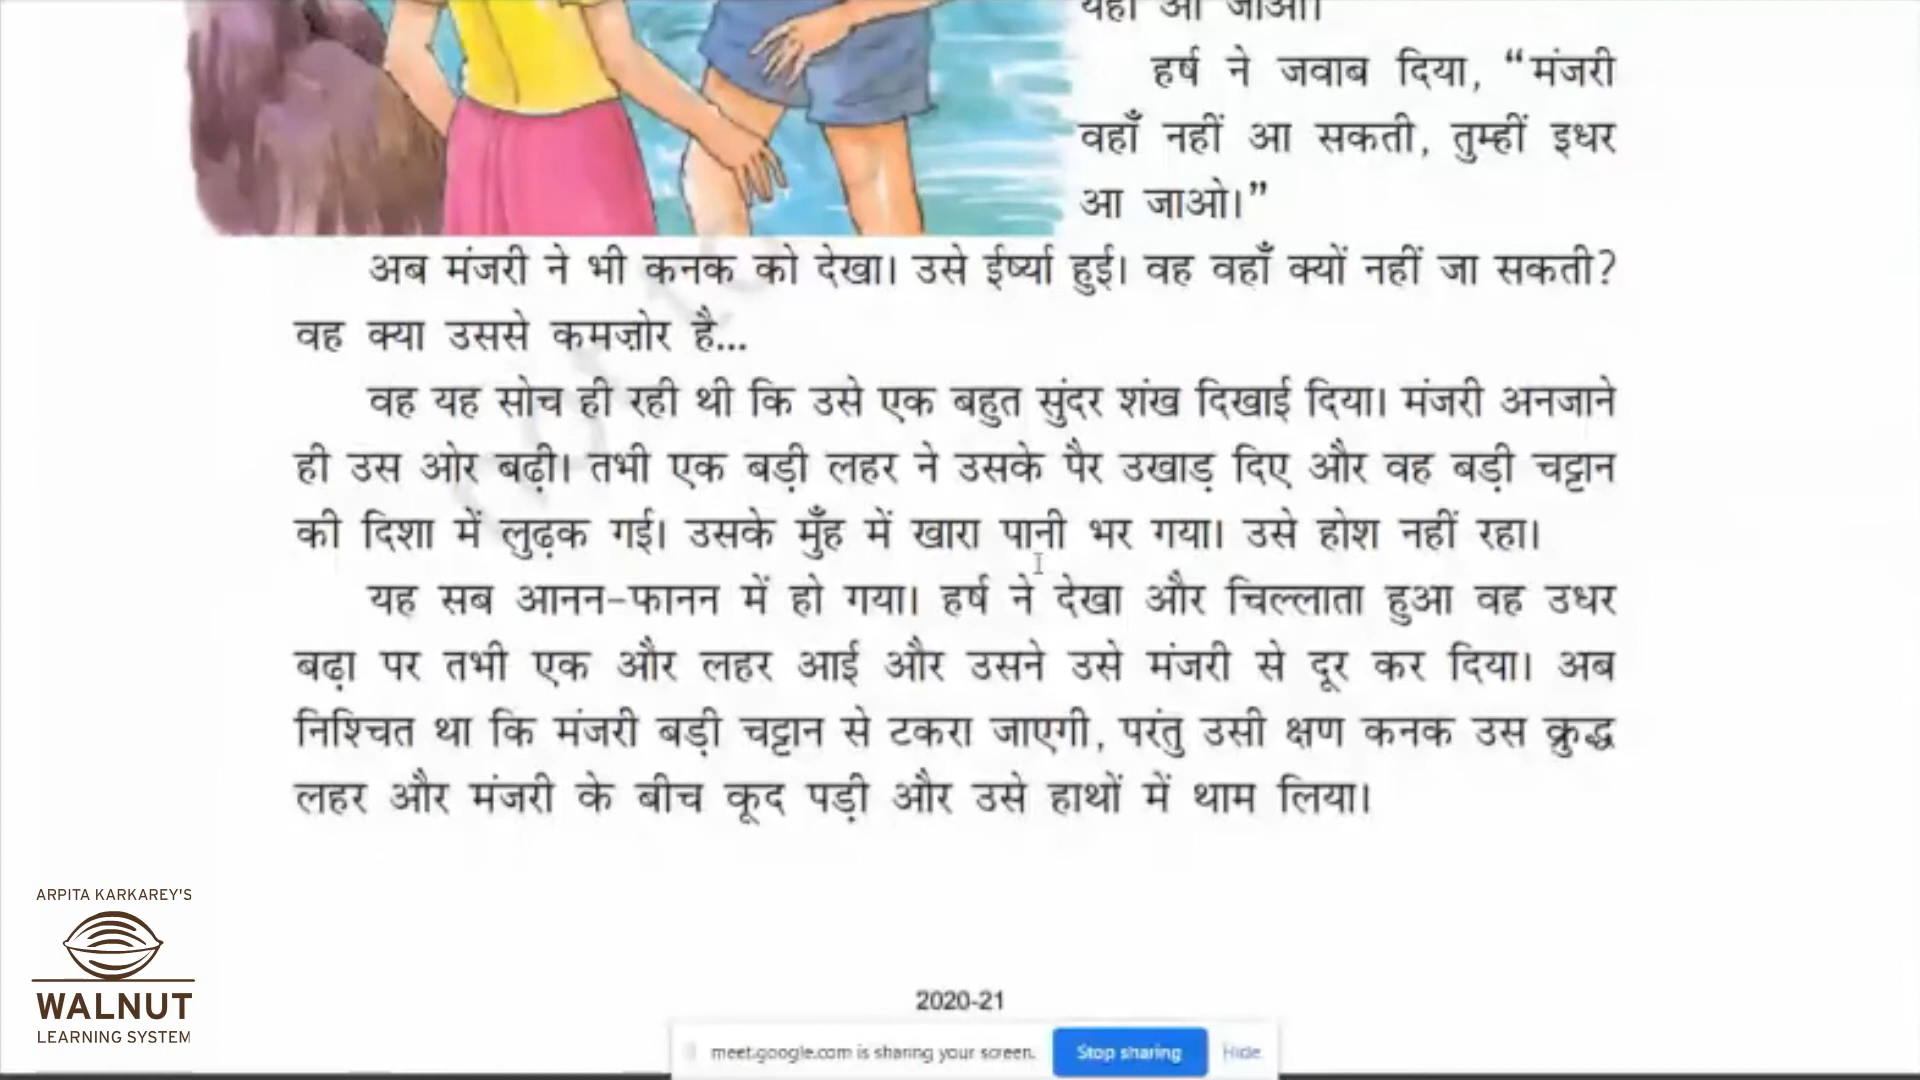 यहाँ आ जाओ।
हर्ष ने जवाब दिया, “मंजरी
वहाँ नहीं आ सकती, तुम्हीं इधर
आ जाओ।”
अब मंजरी ने भी कनक को देखा। उसे ईर्ष्या हुई। वह वहाँ क्यों नहीं जा सकती?
वह क्या उससे कमज़ोर है...
वह यह सोच ही रही थी कि उसे एक बहुत सुंदर शंख दिखाई दिया। मंजरी अनजाने
ही उस ओर बढ़ी। तभी एक बड़ी लहर ने उसके पैर उखाड़ दिए और वह बड़ी चट्टान
की दिशा में लुढ़क गई। उसके मुँह में खारा पानी भर गया। उसे होश नहीं रहा।
यह सब आनन-फानन में हो गया। हर्ष ने देखा और चिल्लाता हुआ वह उधर
बढ़ा पर तभी एक और लहर आई और उसने उसे मंजरी से दूर कर दिया। अब
निश्चित था कि मंजरी बड़ी चट्टान से टकरा जाएगी, परंतु उसी क्षण कनक उस क्रुद्ध
लहर और मंजरी के बीच कूद पड़ी और उसे हाथों में थाम लिया।
ARPITA KARKAREY'S
WALNUT
LEARNING SYSTEM
2020-21
meet.google.com is sharing your screen. Stop sharing Hide